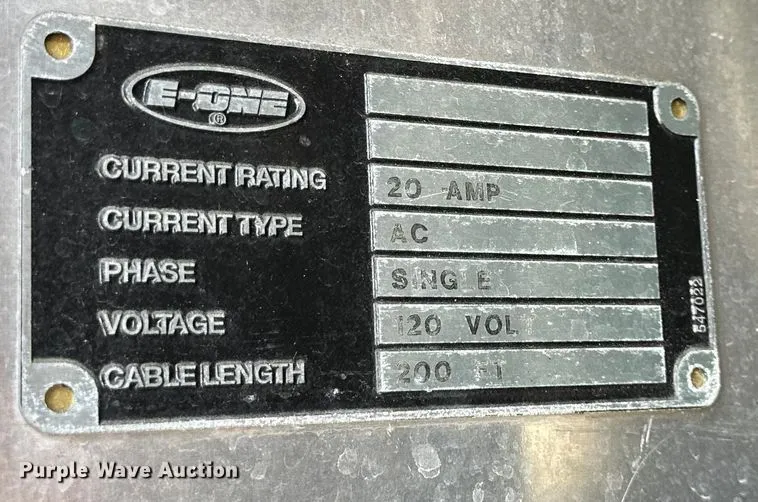 E-ONE
®
CURRENT RATING 20 AMP
CURRENT TYPE AC
PHASE SINGLE
VOLTAGE 120 VOLT
CABLE LENGTH 200 FT
547022
Purple Wave Auction